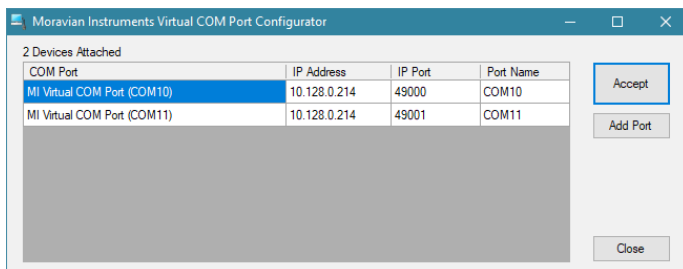 Moravian Instruments Virtual COM Port Configurator
2 Devices Attached
COM Port IP Address IP Port Port Name
MI Virtual COM Port (COM10) 10.128.0.214 49000 COM10
MI Virtual COM Port (COM11) 10.128.0.214 49001 COM11
Accept
Add Port
Close